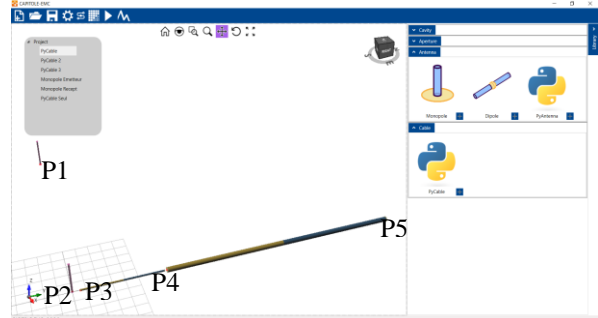 CAPITOLE-EMC
Project
PyCable
PyCable 2
PyCable 3
Monopole Emetteur
Monopole Recept
PyCable Seul
Cavity
Aperture
Antenna
Monopole
Dipole
PyAntenna
Cable
PyCable
Library
P1
P2
P3
P4
P5